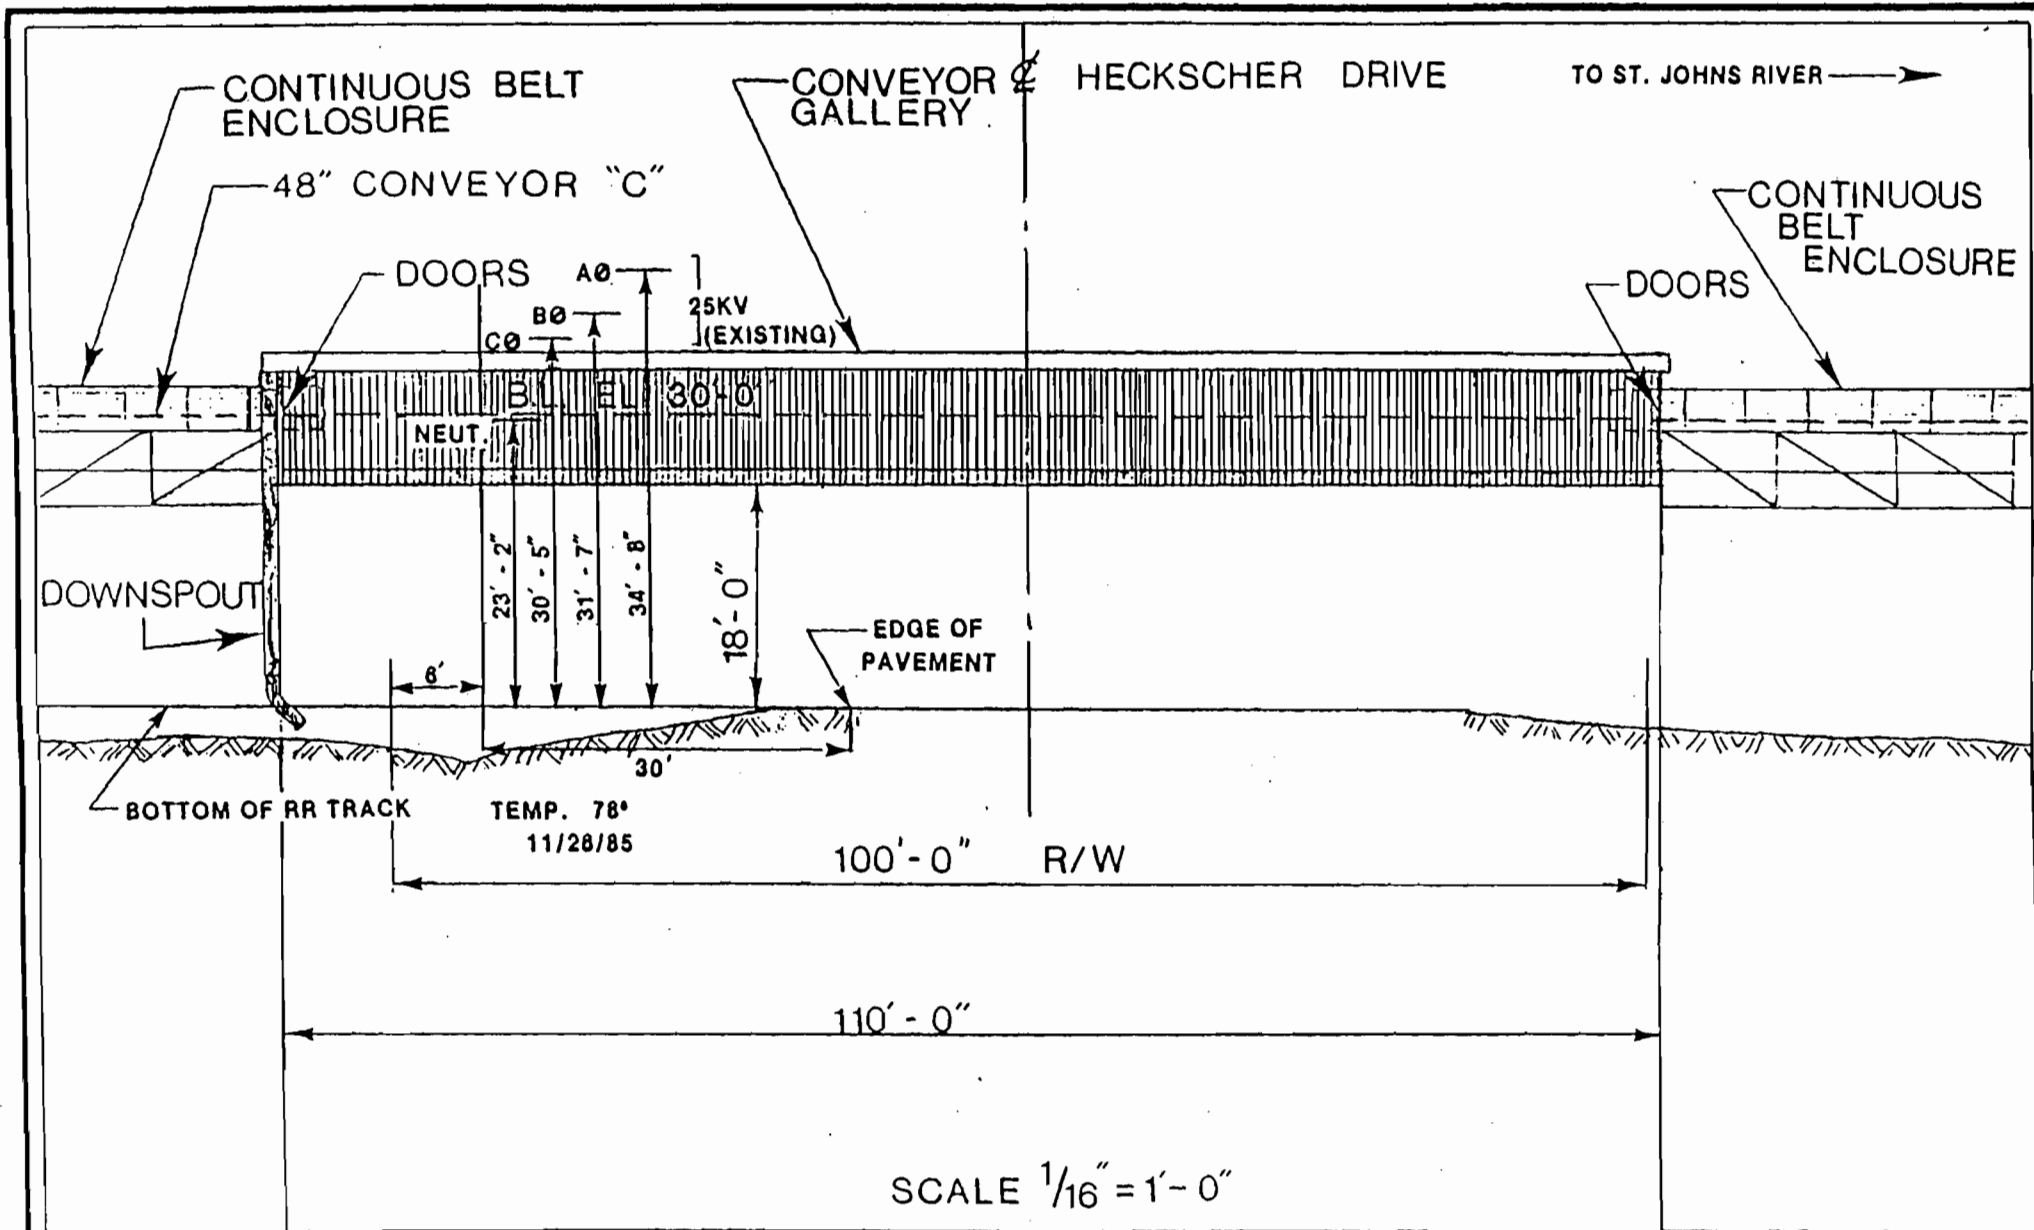 CONTINUOUS BELT
ENCLOSURE
CONVEYOR
GALLERY
℄ HECKSCHER DRIVE
TO ST. JOHNS RIVER
48" CONVEYOR "C"
CONTINUOUS
BELT
ENCLOSURE
DOORS
AØ
BØ
CØ
25KV
(EXISTING)
DOORS
EL 30'-0"
NEUT.
23'-2"
30'-5"
31'-7"
34'-8"
18'-0"
DOWNSPOUT
EDGE OF
PAVEMENT
6'
30'
BOTTOM OF RR TRACK
TEMP. 78°
11/28/85
100'-0" R/W
110'-0"
SCALE 1/16" = 1'-0"